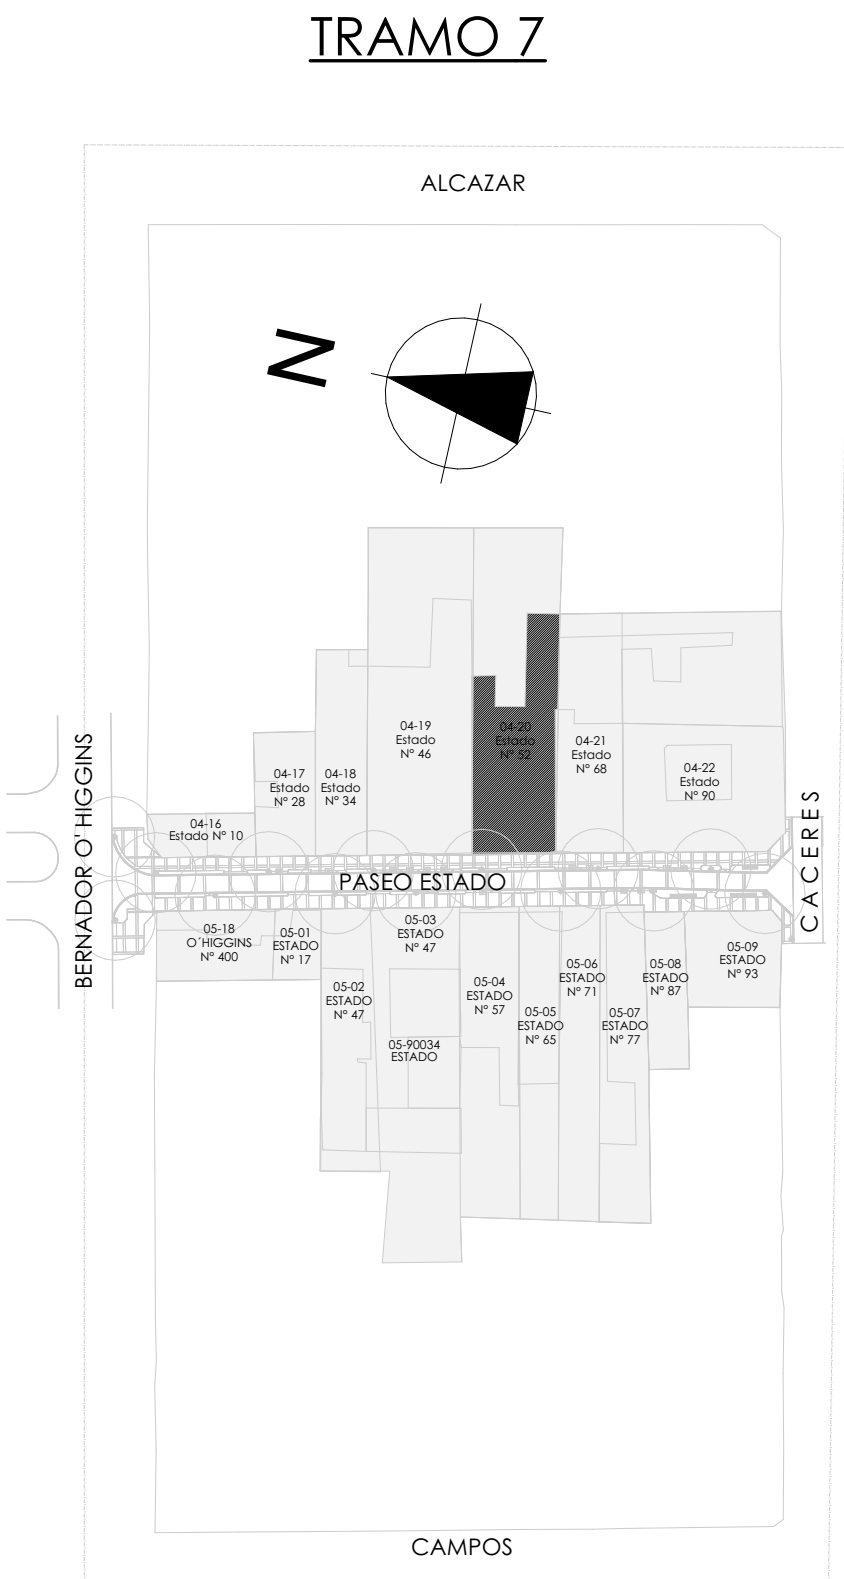 TRAMO 7
ALCAZAR
N
04-19
Estado
N° 46
04-20
Estado
N° 52
04-21
Estado
N° 68
04-22
Estado
N° 90
04-17
Estado
N° 28
04-18
Estado
N° 34
04-16
Estado N° 10
BERNADOR O' HIGGINS
CACERES
PASEO ESTADO
05-18
O´HIGGINS
N° 400
05-01
ESTADO
N° 17
05-03
ESTADO
N° 47
05-02
ESTADO
N° 47
05-90034
ESTADO
05-04
ESTADO
N° 57
05-05
ESTADO
N° 65
05-06
ESTADO
N° 71
05-07
ESTADO
N° 77
05-08
ESTADO
N° 87
05-09
ESTADO
N° 93
CAMPOS